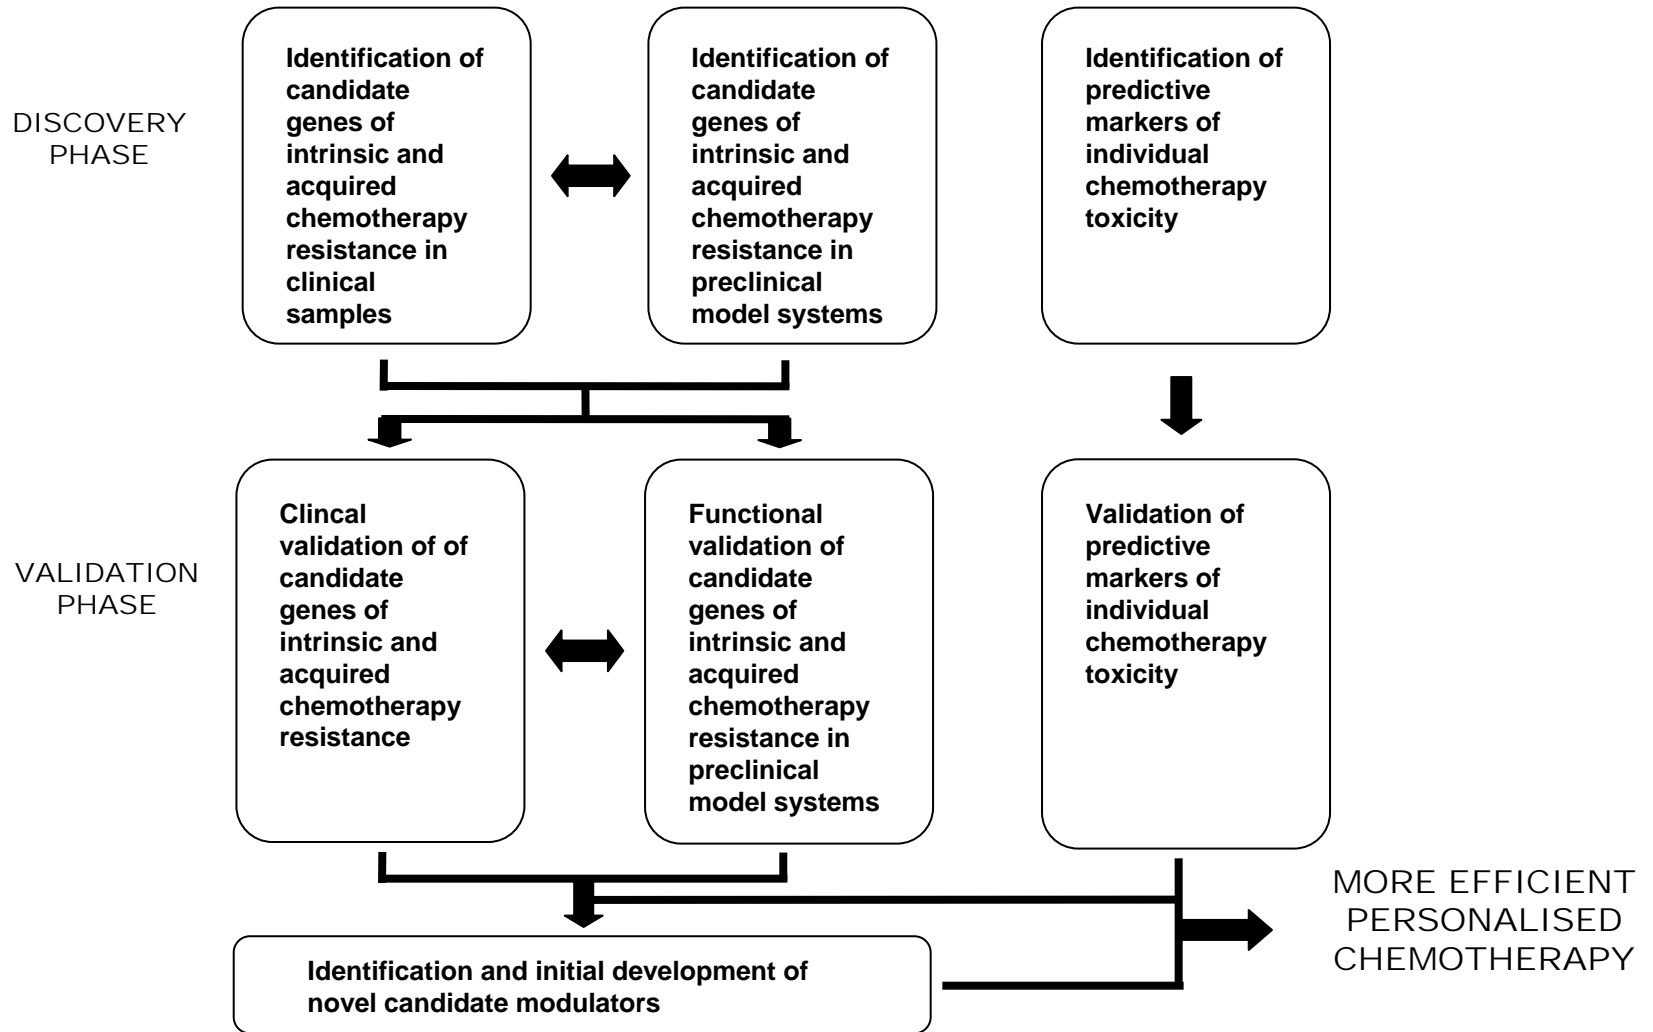 DISCOVERY
PHASE
Identification of
candidate
genes of
intrinsic and
acquired
chemotherapy
resistance in
clinical
samples
Identification of
candidate
genes of
intrinsic and
acquired
chemotherapy
resistance in
preclinical
model systems
Identification of
predictive
markers of
individual
chemotherapy
toxicity
VALIDATION
PHASE
Clincal
validation of of
candidate
genes of
intrinsic and
acquired
chemotherapy
resistance
Functional
validation of
candidate
genes of
intrinsic and
acquired
chemotherapy
resistance in
preclinical
model systems
Validation of
predictive
markers of
individual
chemotherapy
toxicity
MORE EFFICIENT
PERSONALISED
CHEMOTHERAPY
Identification and initial development of
novel candidate modulators